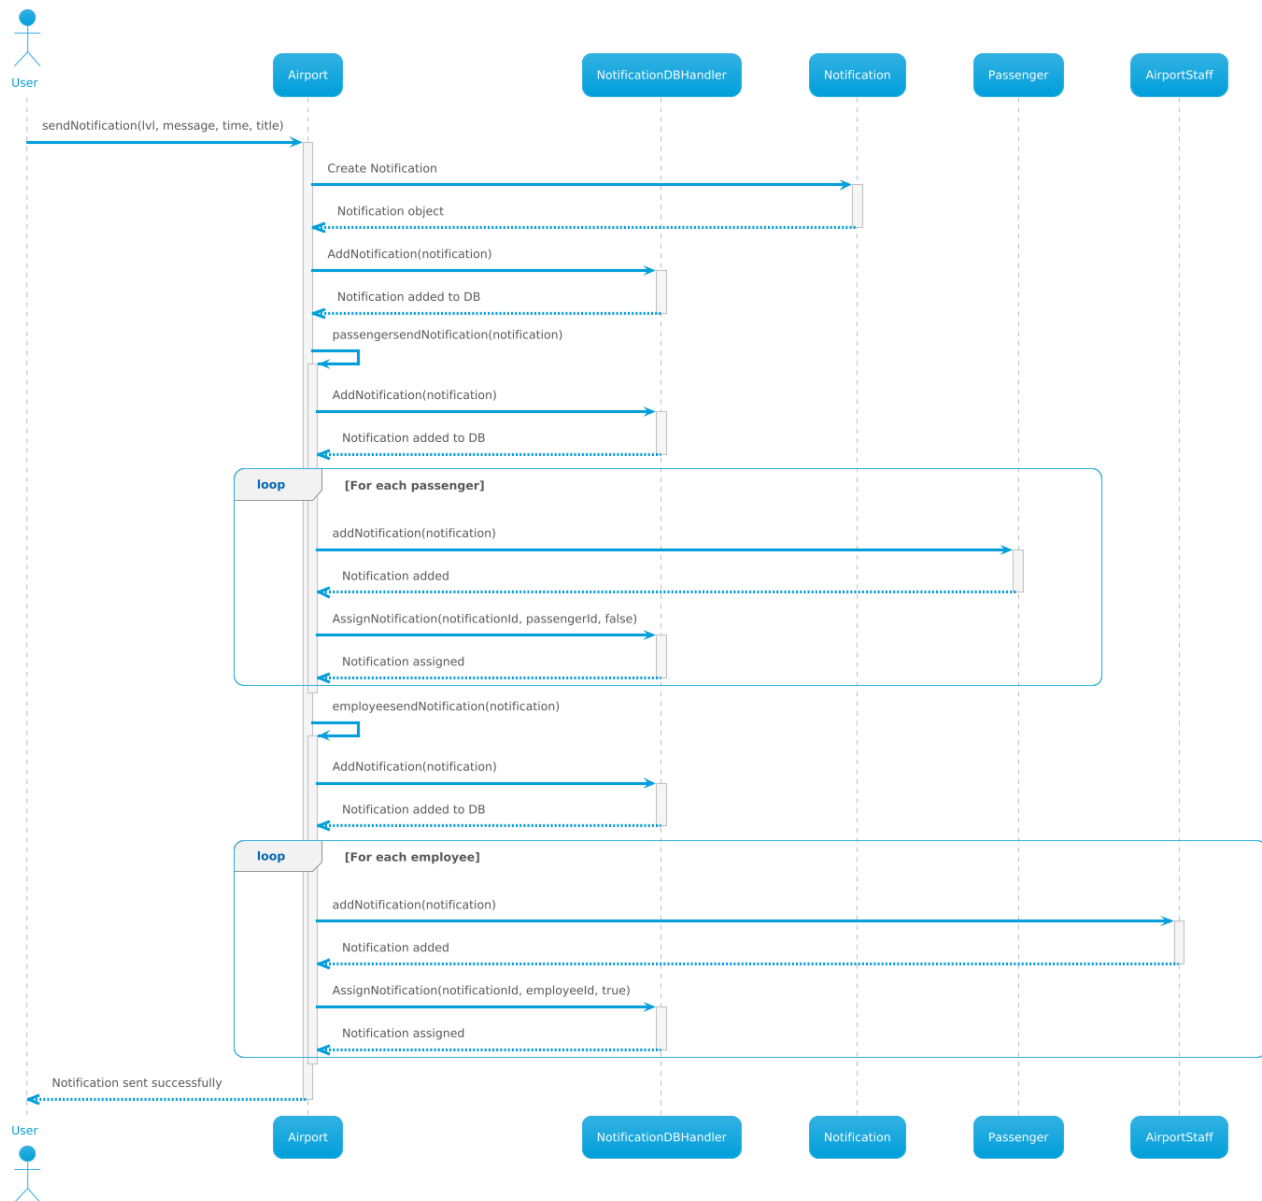 User
Airport
NotificationDBHandler
Notification
Passenger
AirportStaff
sendNotification(lvl, message, time, title)
Create Notification
Notification object
AddNotification(notification)
Notification added to DB
passengersendNotification(notification)
AddNotification(notification)
Notification added to DB
loop
[For each passenger]
addNotification(notification)
Notification added
AssignNotification(notificationId, passengerId, false)
Notification assigned
employeesendNotification(notification)
AddNotification(notification)
Notification added to DB
loop
[For each employee]
addNotification(notification)
Notification added
AssignNotification(notificationId, employeeId, true)
Notification assigned
Notification sent successfully
User
Airport
NotificationDBHandler
Notification
Passenger
AirportStaff